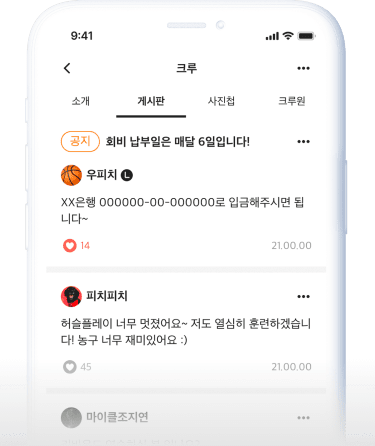 9:41
크루
소개 게시판 사진첩 크루원
공지 회비 납부일은 매달 6일입니다!
우피치 L
XX은행 000000-00-000000로 입금해주시면 됩
니다~
14 21.00.00
피치피치
허슬플레이 너무 멋졌어요~ 저도 열심히 훈련하겠습니
다! 농구 너무 재미있어요 :)
45 21.00.00
마이클조지연